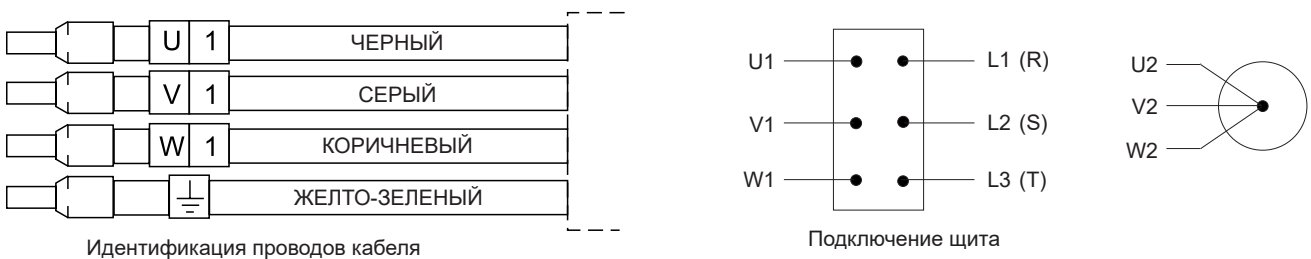 U 1 ЧЕРНЫЙ
V 1 СЕРЫЙ
W 1 КОРИЧНЕВЫЙ
ЖЕЛТО-ЗЕЛЕНЫЙ
Идентификация проводов кабеля
U1 L1 (R)
V1 L2 (S)
W1 L3 (T)
Подключение щита
U2
V2
W2